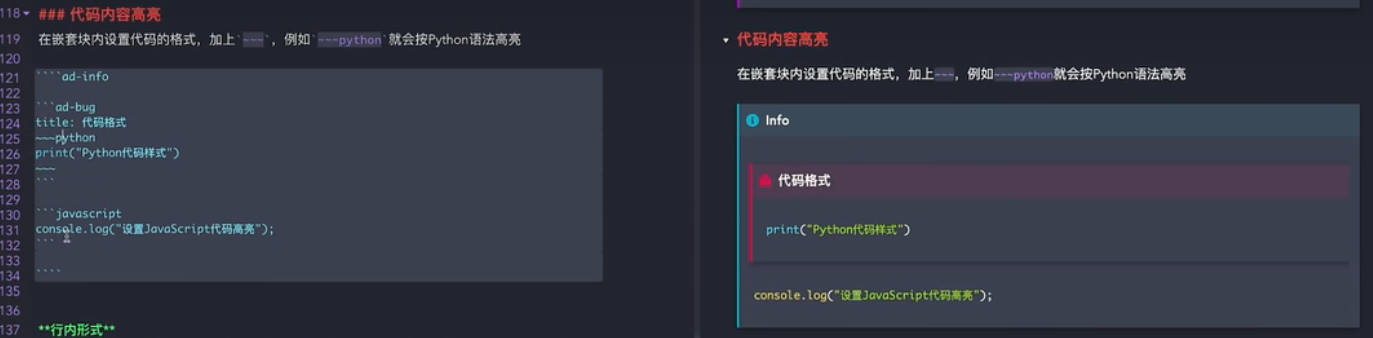 118 ### 代码内容高亮
119 在嵌套块内设置代码的格式，加上`~~~`，例如`~~~python`就会按Python语法高亮
120
121 ````ad-info
122
123 ```ad-bug
124 title: 代码格式
125 ~~~python
126 print("Python代码样式")
127 ~~~
128 ```
129
130 ```javascript
131 console.log("设置JavaScript代码高亮");
132 ```
133
134 ````
135
136
137 **行内形式**
代码内容高亮
在嵌套块内设置代码的格式，加上~~~，例如~~~python就会按Python语法高亮
Info
代码格式
print("Python代码样式")
console.log("设置JavaScript代码高亮");